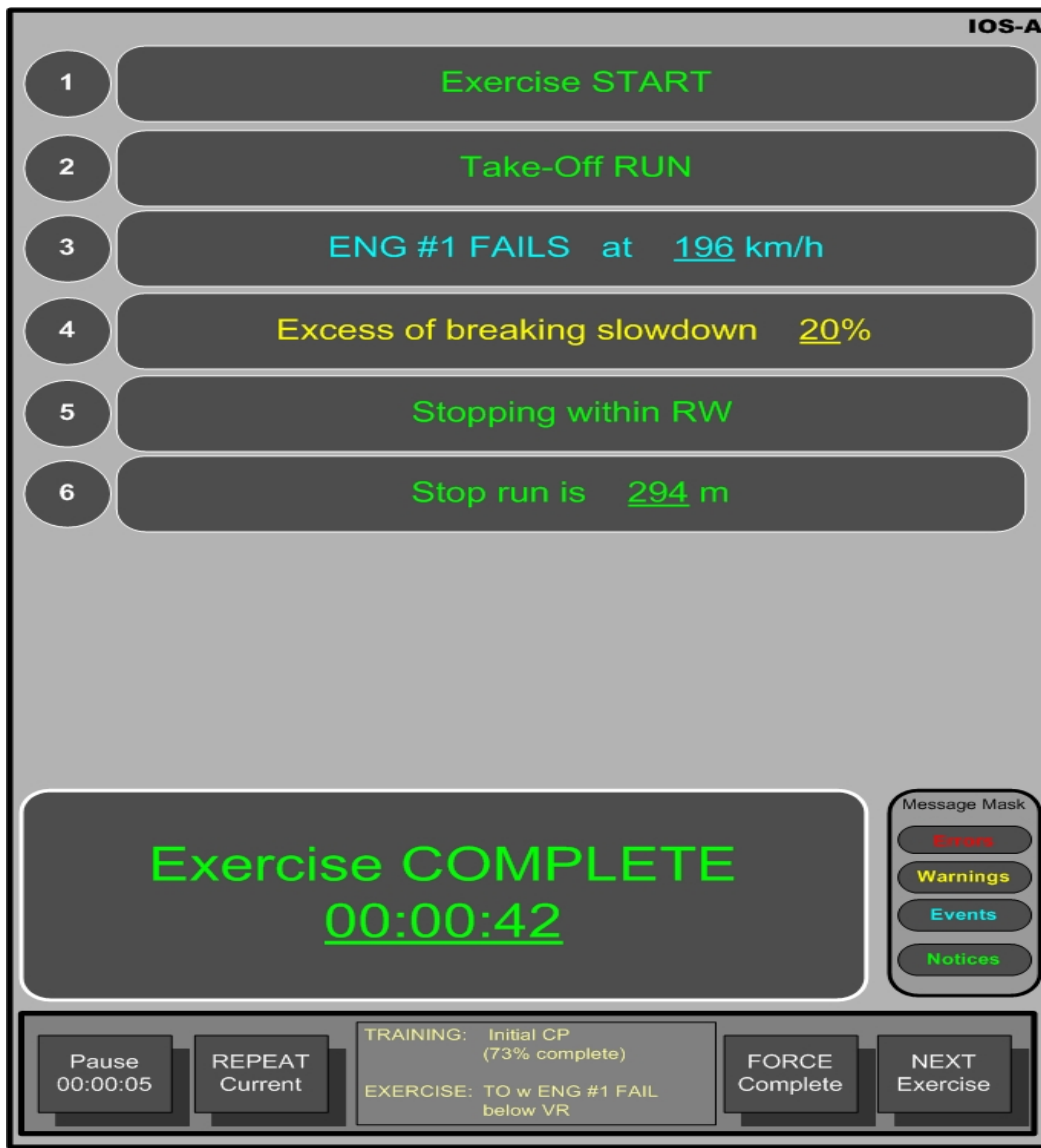 IOS-A
1 Exercise START
2 Take-Off RUN
3 ENG #1 FAILS at 196 km/h
4 Excess of breaking slowdown 20%
5 Stopping within RW
6 Stop run is 294 m
Exercise COMPLETE
00:00:42
Message Mask
Errors
Warnings
Events
Notices
Pause
00:00:05
REPEAT
Current
TRAINING: Initial CP
(73% complete)
EXERCISE: TO w ENG #1 FAIL
below VR
FORCE
Complete
NEXT
Exercise